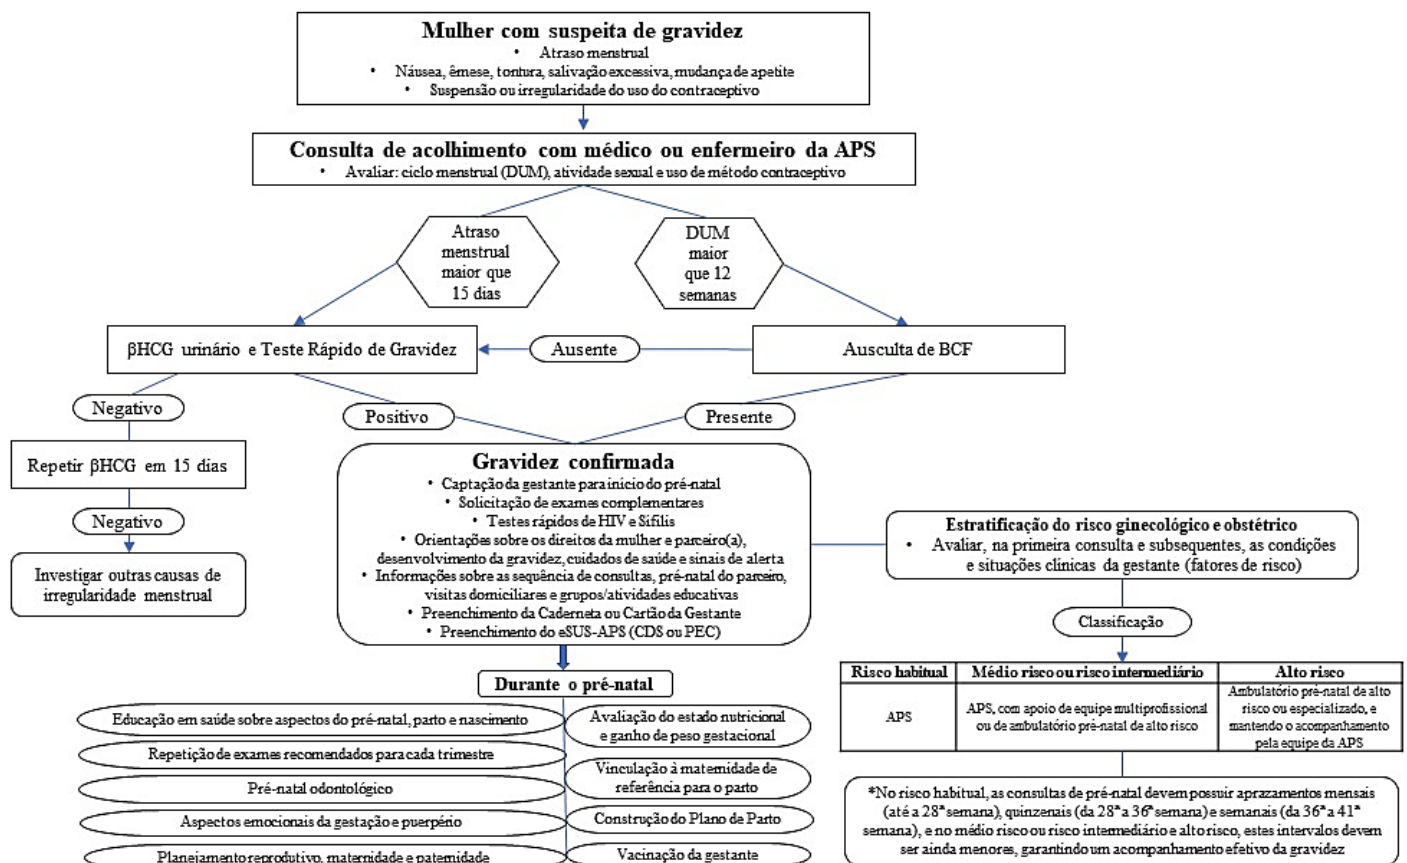 Mulher com suspeita de gravidez
• Atraso menstrual
• Náusea, êmese, tontura, salivação excessiva, mudança de apetite
• Suspensão ou irregularidade do uso do contraceptivo
Consulta de acolhimento com médico ou enfermeiro da APS
• Avaliar: ciclo menstrual (DUM), atividade sexual e uso de método contraceptivo
Atraso
menstrual
maior que
15 dias
DUM
maior
que 12
semanas
βHCG urinário e Teste Rápido de Gravidez
Ausente
Ausculta de BCF
Negativo
Positivo
Presente
Repetir βHCG em 15 dias
Negativo
Investigar outras causas de
irregularidade menstrual
Gravidez confirmada
• Captação da gestante para início do pré-natal
• Solicitação de exames complementares
• Testes rápidos de HIV e Sífilis
• Orientações sobre os direitos da mulher e parceiro(a),
desenvolvimento da gravidez, cuidados de saúde e sinais de alerta
• Informações sobre as sequência de consultas, pré-natal do parceiro,
visitas domiciliares e grupos/atividades educativas
• Preenchimento da Caderneta ou Cartão da Gestante
• Preenchimento do eSUS-APS (CDS ou PEC)
Estratificação do risco ginecológico e obstétrico
• Avaliar, na primeira consulta e subsequentes, as condições
e situações clínicas da gestante (fatores de risco)
Classificação
Risco habitual
Médio risco ou risco intermediário
Alto risco
APS
APS, com apoio de equipe multiprofissional
ou de ambulatório pré-natal de alto risco
Ambulatório pré-natal de alto
risco ou especializado, e
mantendo o acompanhamento
pela equipe da APS
*No risco habitual, as consultas de pré-natal devem possuir aprazamentos mensais
(até a 28ª semana), quinzenais (da 28ª a 36ª semana) e semanais (da 36ª a 41ª
semana), e no médio risco ou risco intermediário e alto risco, estes intervalos devem
ser ainda menores, garantindo um acompanhamento efetivo da gravidez
Durante o pré-natal
Educação em saúde sobre aspectos do pré-natal, parto e nascimento
Repetição de exames recomendados para cada trimestre
Pré-natal odontológico
Aspectos emocionais da gestação e puerpério
Planejamento reprodutivo, maternidade e paternidade
Avaliação do estado nutricional
e ganho de peso gestacional
Vinculação à maternidade de
referência para o parto
Construção do Plano de Parto
Vacinação da gestante